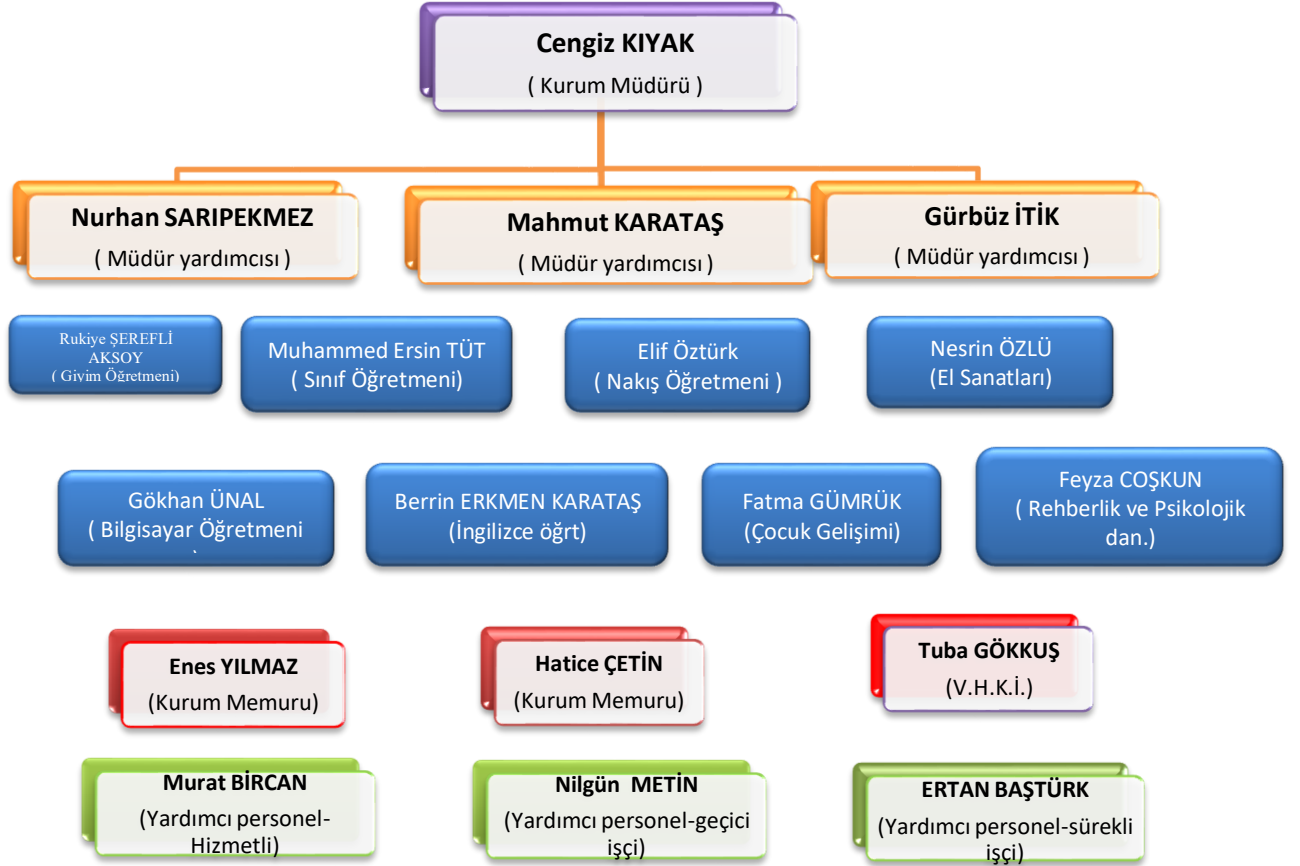 Cengiz KIYAK
( Kurum Müdürü )
Nurhan SARIPEKMEZ
( Müdür yardımcısı )
Mahmut KARATAŞ
( Müdür yardımcısı )
Gürbüz İTİK
( Müdür yardımcısı )
Rukiye ŞEREFLİ
AKSOY
( Giyim Öğretmeni)
Muhammed Ersin TÜT
( Sınıf Öğretmeni)
Elif Öztürk
( Nakış Öğretmeni )
Nesrin ÖZLÜ
(El Sanatları)
Gökhan ÜNAL
( Bilgisayar Öğretmeni
)
Berrin ERKMEN KARATAŞ
(İngilizce öğrt)
Fatma GÜMRÜK
(Çocuk Gelişimi)
Feyza COŞKUN
( Rehberlik ve Psikolojik
dan.)
Enes YILMAZ
(Kurum Memuru)
Hatice ÇETİN
(Kurum Memuru)
Tuba GÖKKUŞ
(V.H.K.İ.)
Murat BİRCAN
(Yardımcı personel-
Hizmetli)
Nilgün METİN
(Yardımcı personel-geçici
işçi)
ERTAN BAŞTÜRK
(Yardımcı personel-sürekli
işçi)